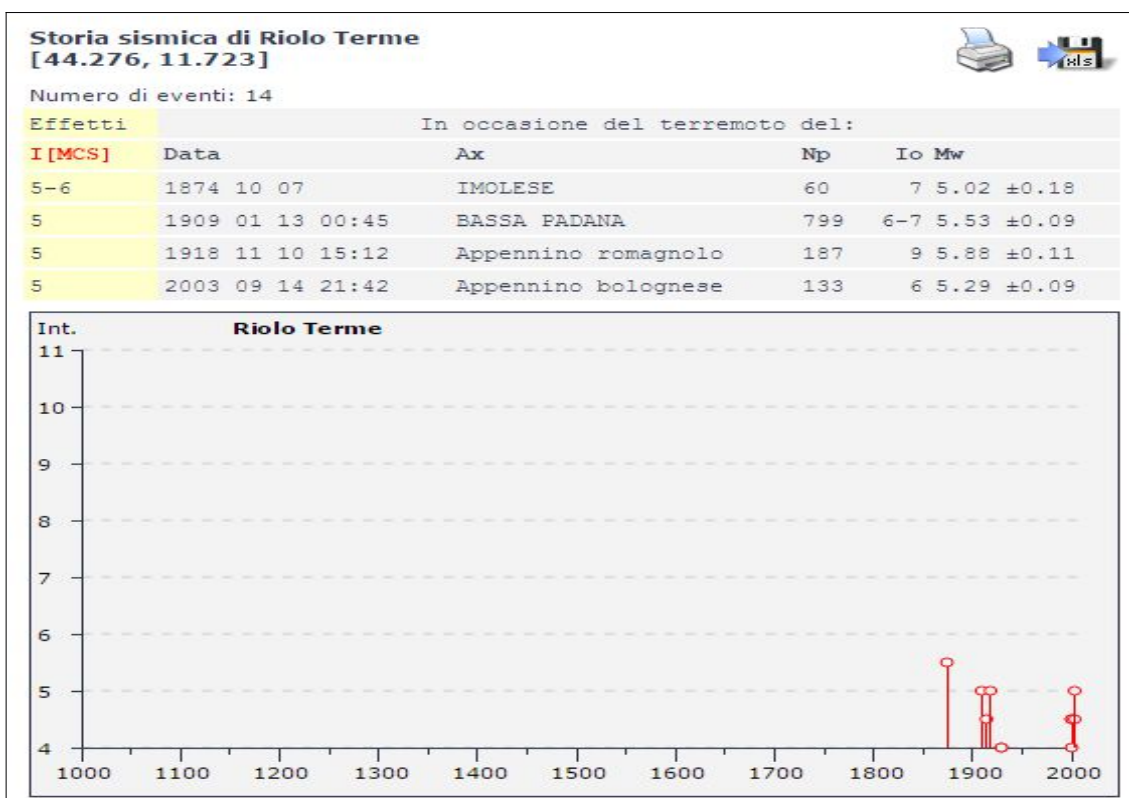 Storia sismica di Riolo Terme
[44.276, 11.723]
xls
Numero di eventi: 14
Effetti In occasione del terremoto del:
I[MCS] Data Ax Np Io Mw
5-6 1874 10 07 IMOLESE 60 7 5.02 ±0.18
5 1909 01 13 00:45 BASSA PADANA 799 6-7 5.53 ±0.09
5 1918 11 10 15:12 Appennino romagnolo 187 9 5.88 ±0.11
5 2003 09 14 21:42 Appennino bolognese 133 6 5.29 ±0.09
Int. Riolo Terme
11
10
9
8
7
6
5
4
1000 1100 1200 1300 1400 1500 1600 1700 1800 1900 2000